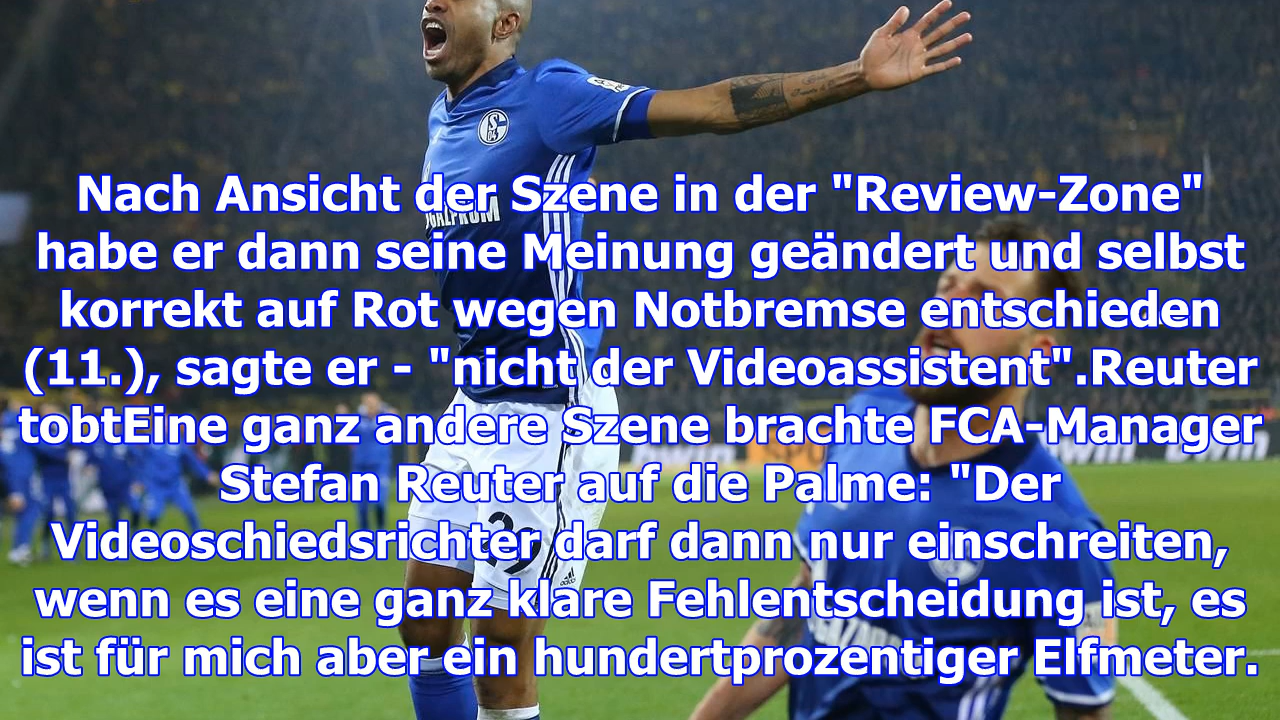 Nach Ansicht der Szene in der "Review-Zone"
habe er dann seine Meinung geändert und selbst
korrekt auf Rot wegen Notbremse entschieden
(11.), sagte er - "nicht der Videoassistent".Reuter
tobtEine ganz andere Szene brachte FCA-Manager
Stefan Reuter auf die Palme: "Der
Videoschiedsrichter darf dann nur einschreiten,
wenn es eine ganz klare Fehlentscheidung ist, es
ist für mich aber ein hundertprozentiger Elfmeter.
29